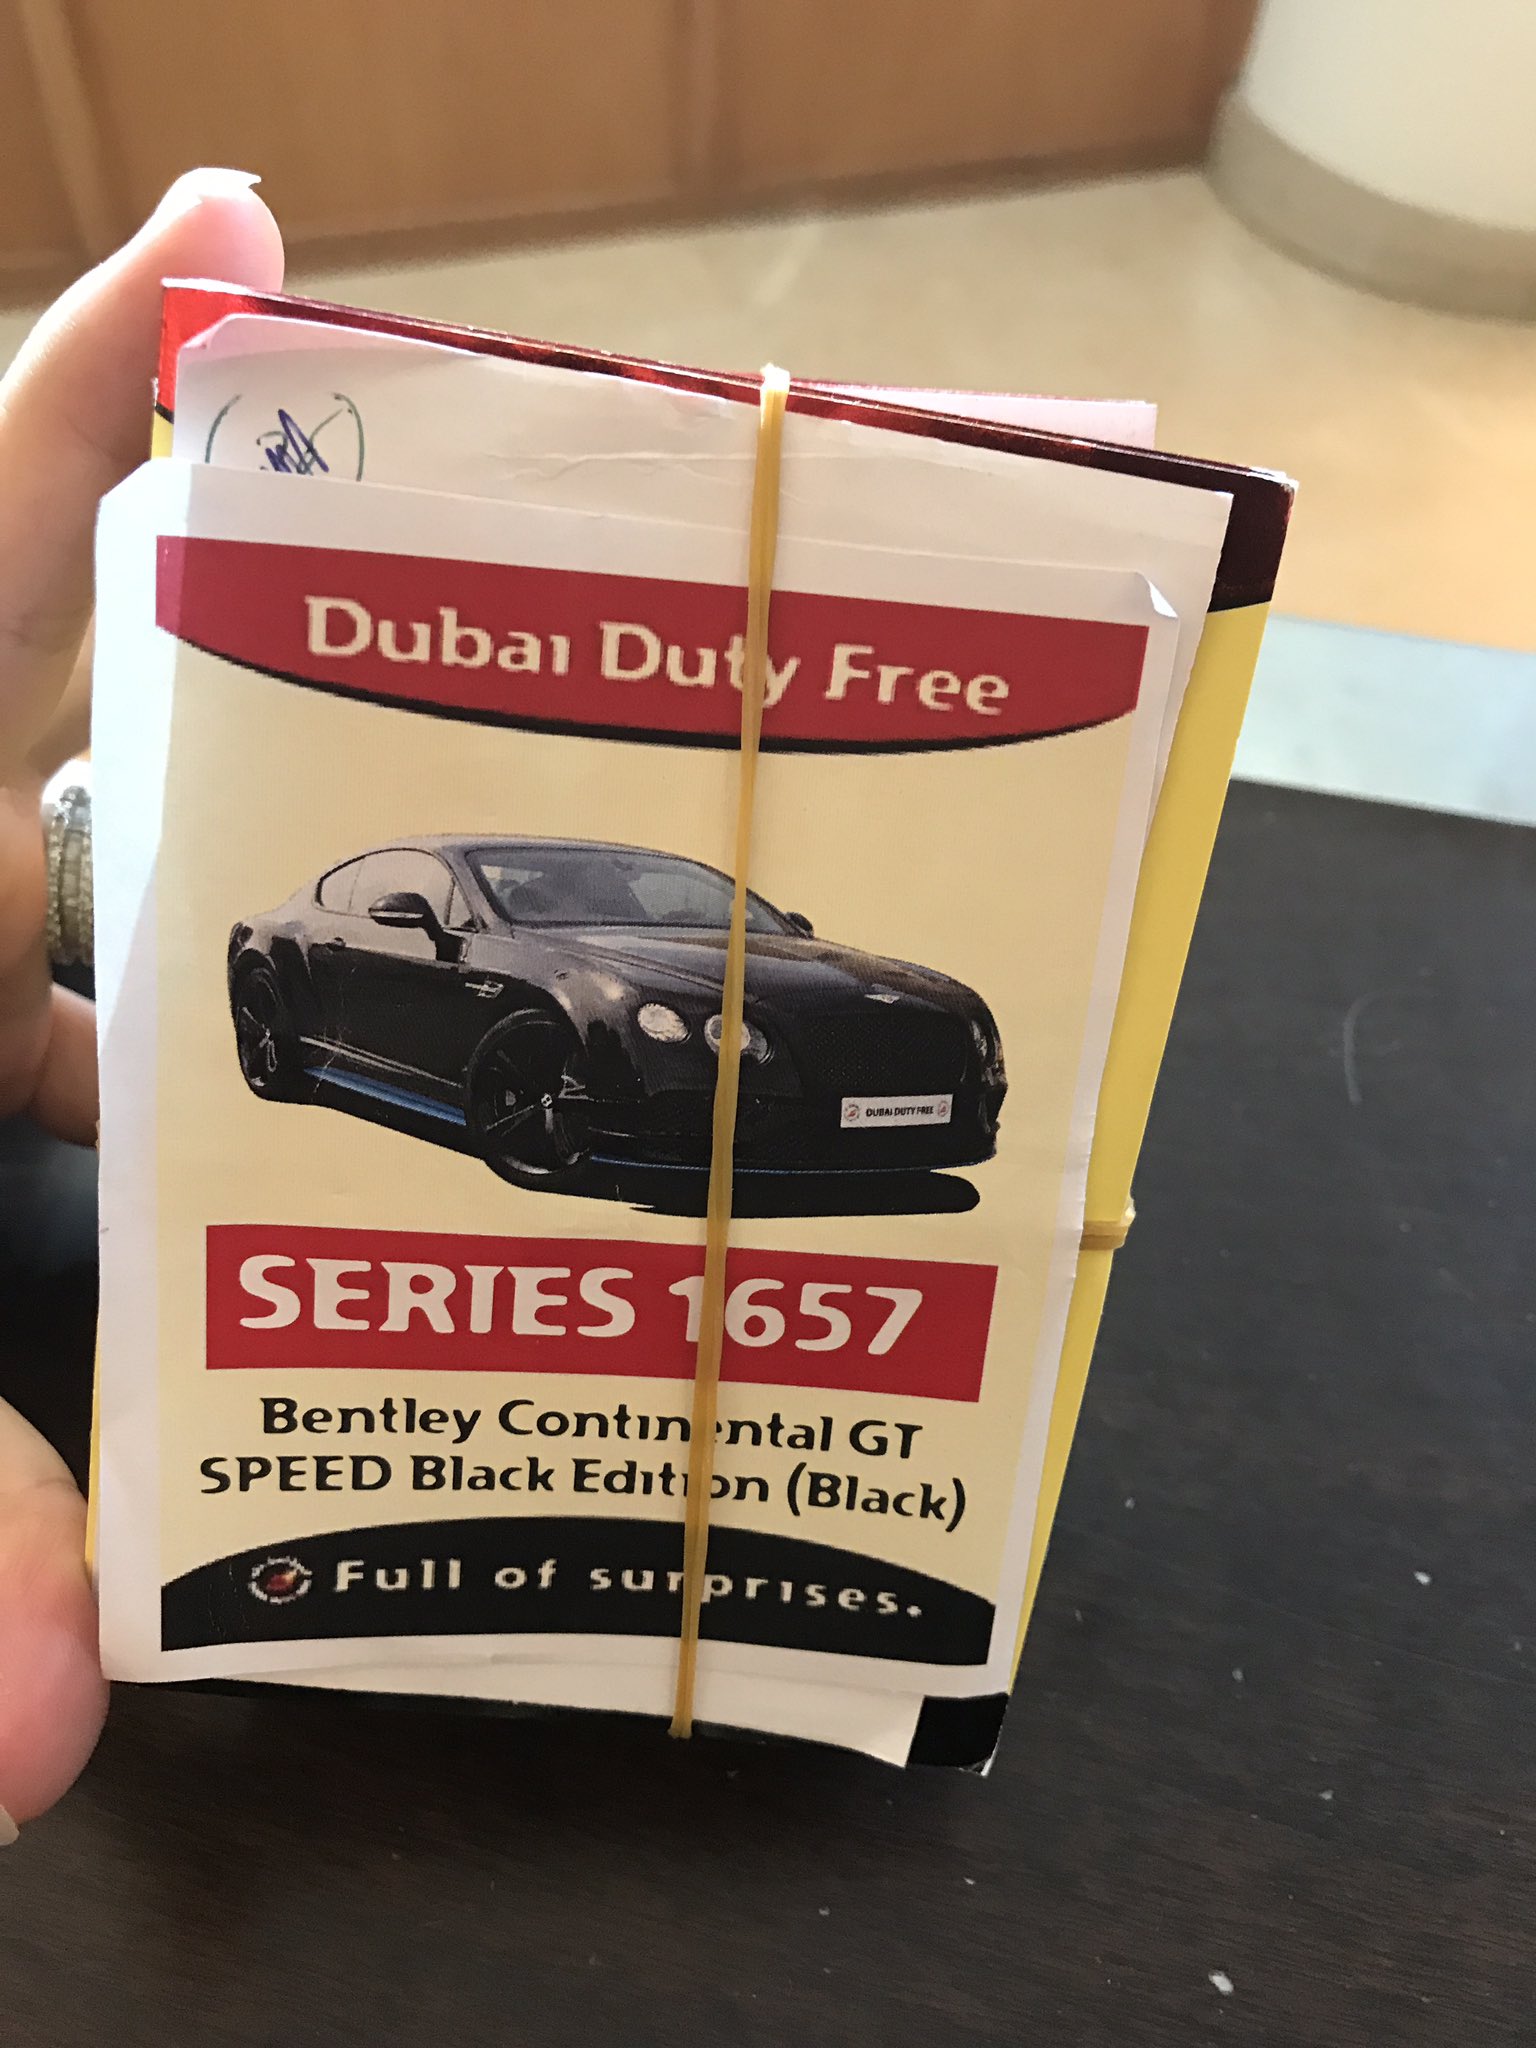 Dubai Duty Free
DUBAI DUTY FREE
SERIES 1657
Bentley Continental GT
SPEED Black Edition (Black)
Full of surprises.